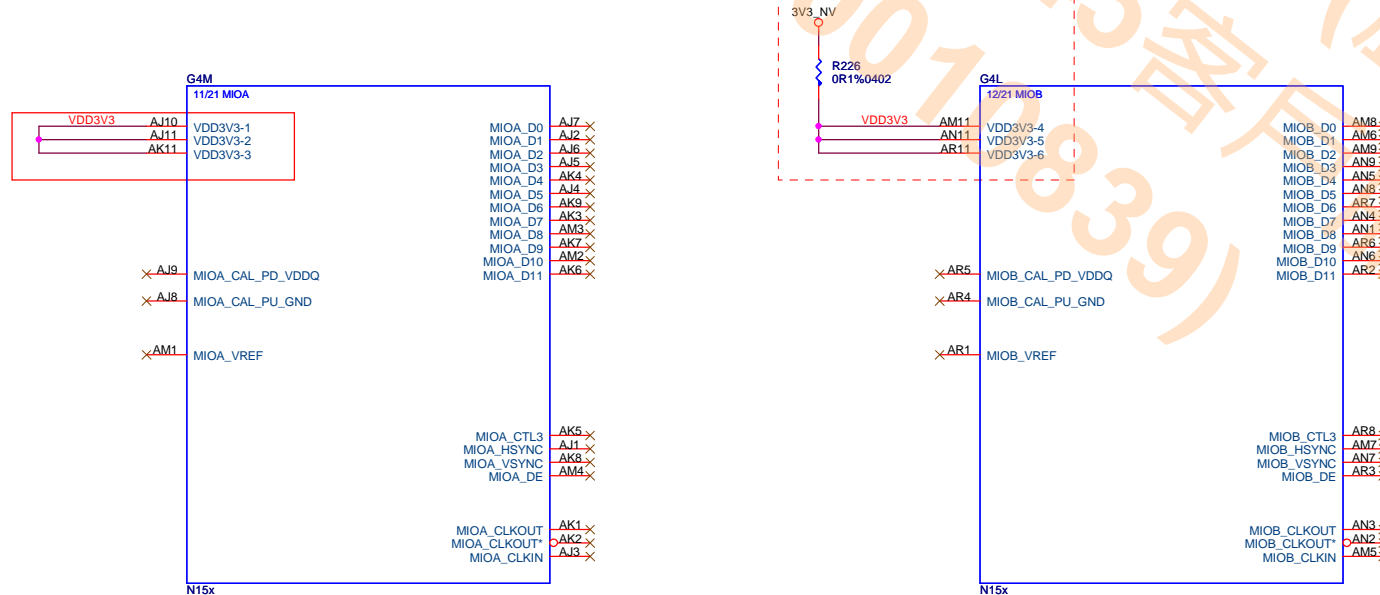 3V3_NV
R226
0R1%0402
G4M
11/21 MIOA
VDD3V3
AJ10 VDD3V3-1
AJ11 VDD3V3-2
AK11 VDD3V3-3
MIOA_D0 AJ7
MIOA_D1 AJ2
MIOA_D2 AJ6
MIOA_D3 AJ5
MIOA_D4 AK4
MIOA_D5 AJ4
MIOA_D6 AK9
MIOA_D7 AK3
MIOA_D8 AM3
MIOA_D9 AK7
MIOA_D10 AM2
MIOA_D11 AK6
AJ9 MIOA_CAL_PD_VDDQ
AJ8 MIOA_CAL_PU_GND
AM1 MIOA_VREF
MIOA_CTL3 AK5
MIOA_HSYNC AJ1
MIOA_VSYNC AK8
MIOA_DE AM4
MIOA_CLKOUT AK1
MIOA_CLKOUT* AK2
MIOA_CLKIN AJ3
N15x
G4L
12/21 MIOB
VDD3V3
AM11 VDD3V3-4
AN11 VDD3V3-5
AR11 VDD3V3-6
MIOB_D0 AM8
MIOB_D1 AM6
MIOB_D2 AM9
MIOB_D3 AN9
MIOB_D4 AN5
MIOB_D5 AN8
MIOB_D6 AR7
MIOB_D7 AN4
MIOB_D8 AN1
MIOB_D9 AR6
MIOB_D10 AN6
MIOB_D11 AR2
AR5 MIOB_CAL_PD_VDDQ
AR4 MIOB_CAL_PU_GND
AR1 MIOB_VREF
MIOB_CTL3 AR8
MIOB_HSYNC AM7
MIOB_VSYNC AN7
MIOB_DE AR3
MIOB_CLKOUT AN3
MIOB_CLKOUT* AN2
MIOB_CLKIN AM5
N15x
客户
0010839)